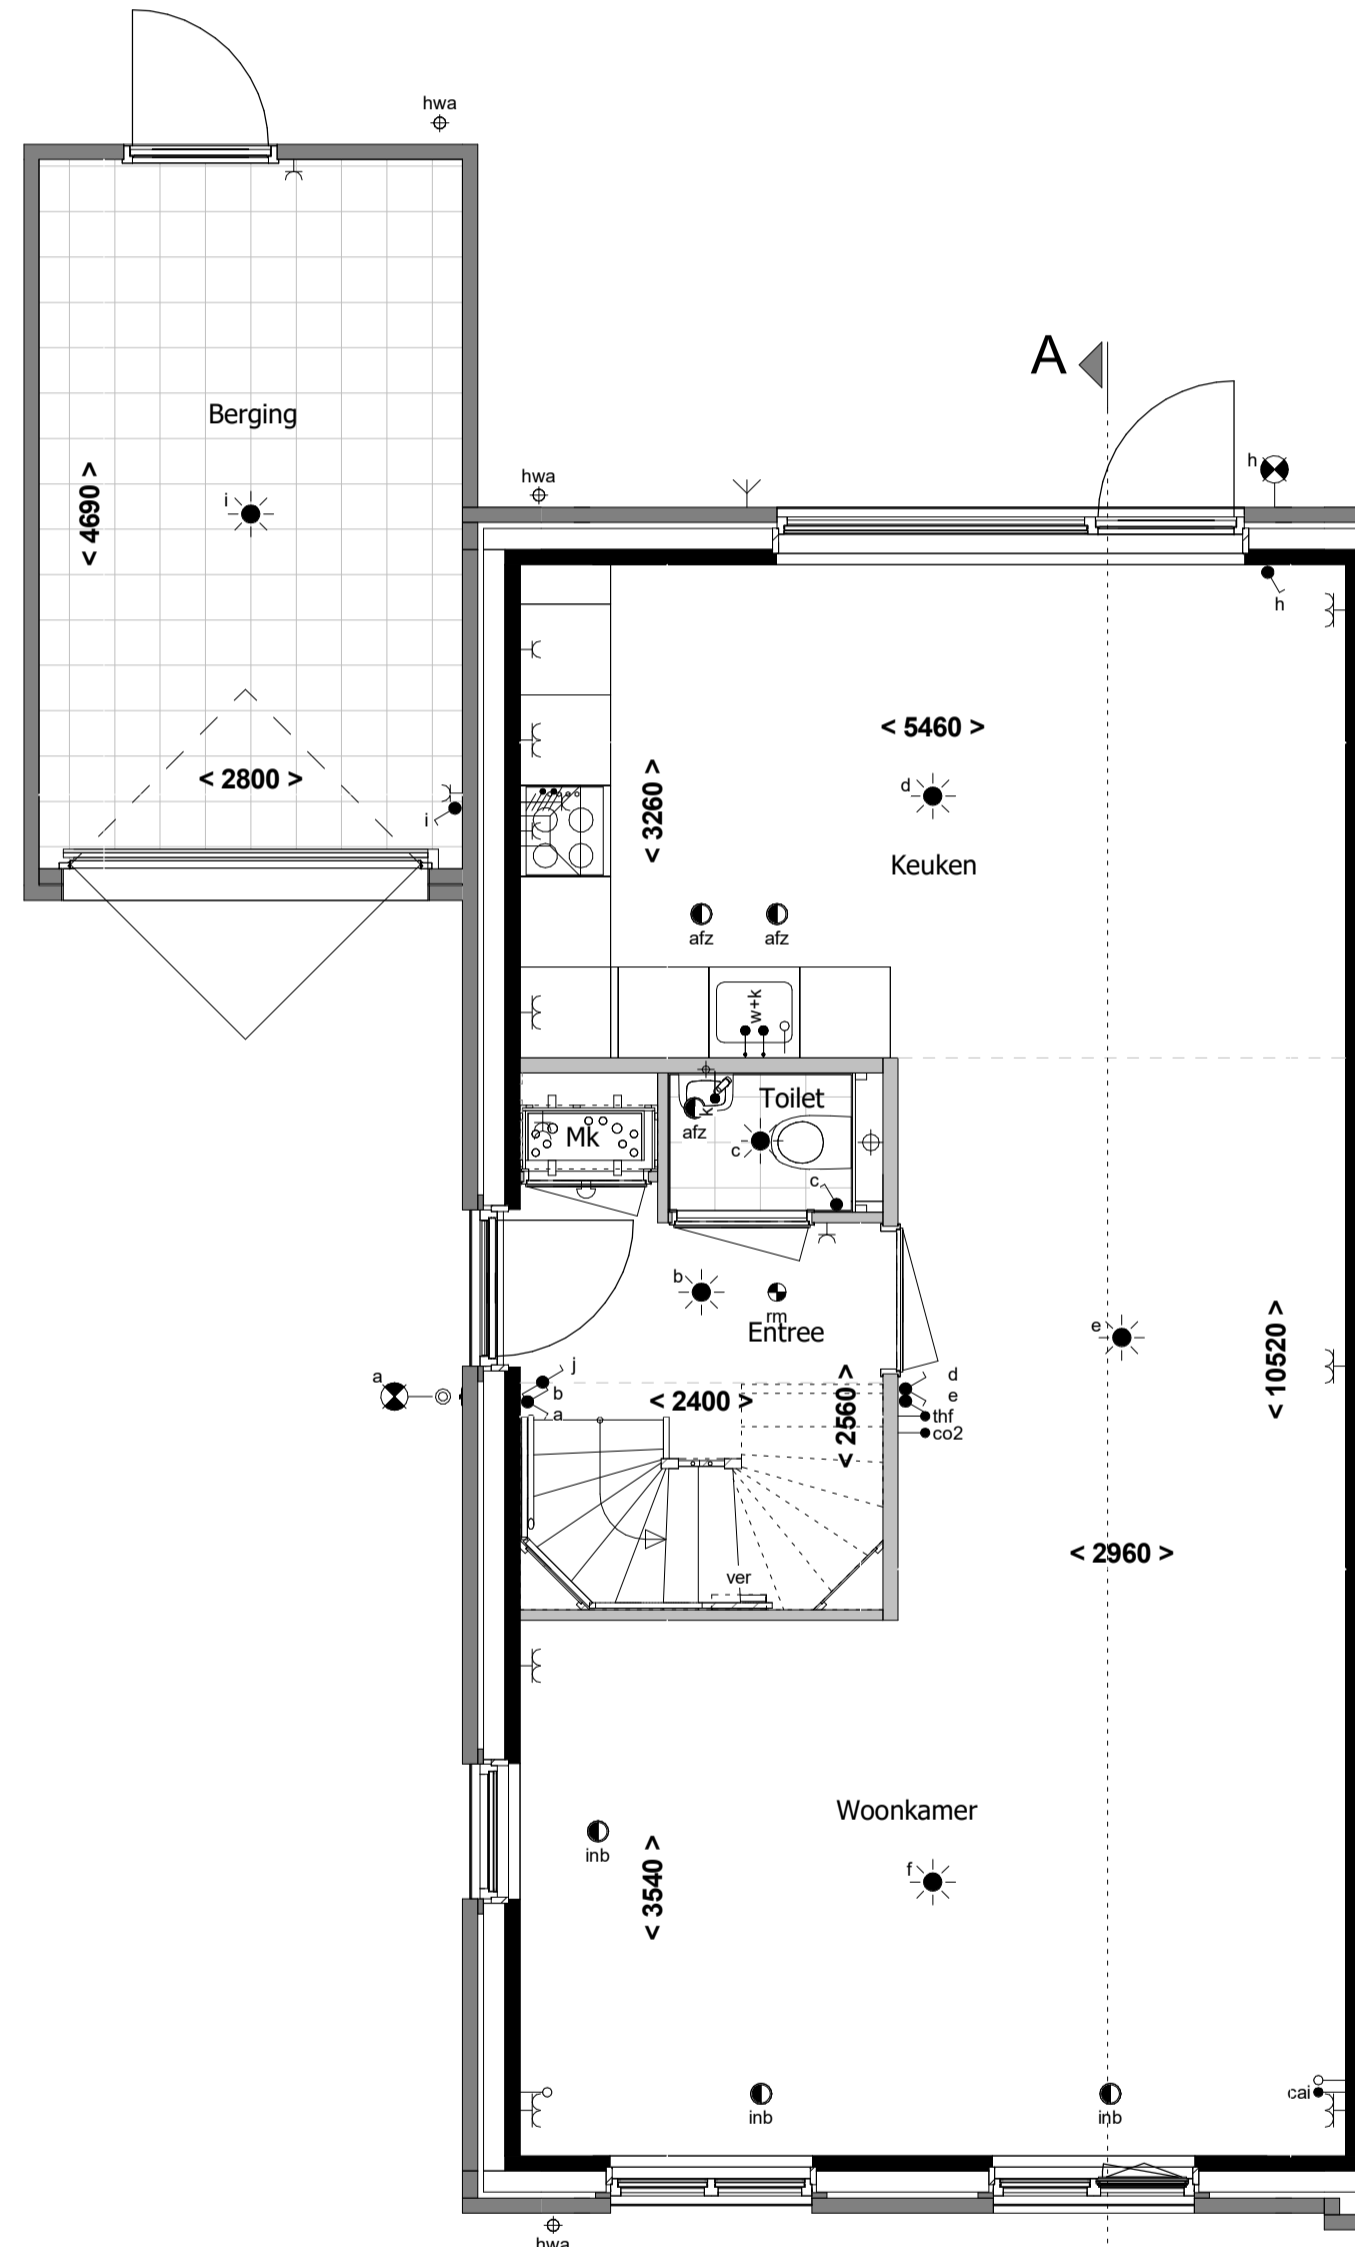 hwa
A
Berging
hwa
h
i
< 4690 >
h
< 5460 >
< 2800 >
d
< 3260 >
i
Keuken
afz
afz
w+k
Toilet
k
afz
Mk
c
c
b
rm
Entree
e
j
d
a
b
e
< 2400 >
< 2560 >
< 10520 >
a
thf
co2
< 2960 >
ver
Woonkamer
inb
f
< 3540 >
cai
inb
inb
hwa